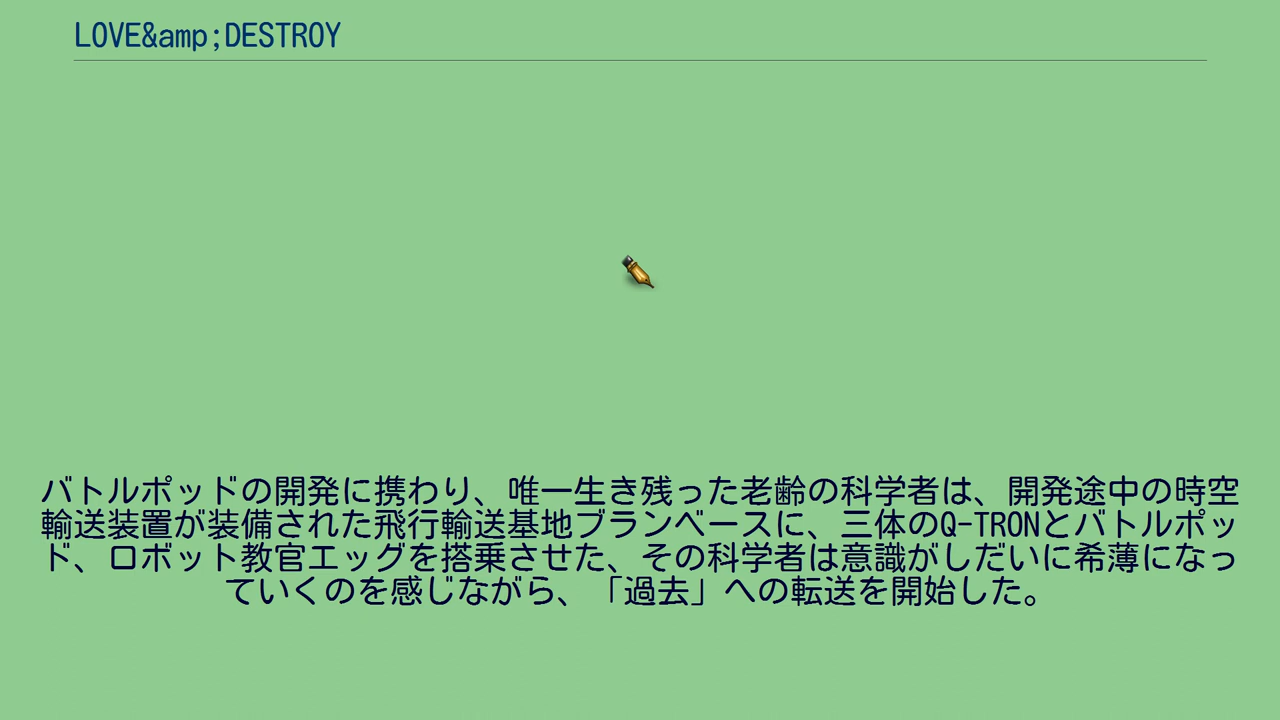 LOVE&amp;DESTROY
バトルポッドの開発に携わり、唯一生き残った老齢の科学者は、開発途中の時空
輸送装置が装備された飛行輸送基地ブランベースに、三体のQ-TRONとバトルポッ
ド、ロボット教官エッグを搭乗させた、その科学者は意識がしだいに希薄になっ
ていくのを感じながら、「過去」への転送を開始した。